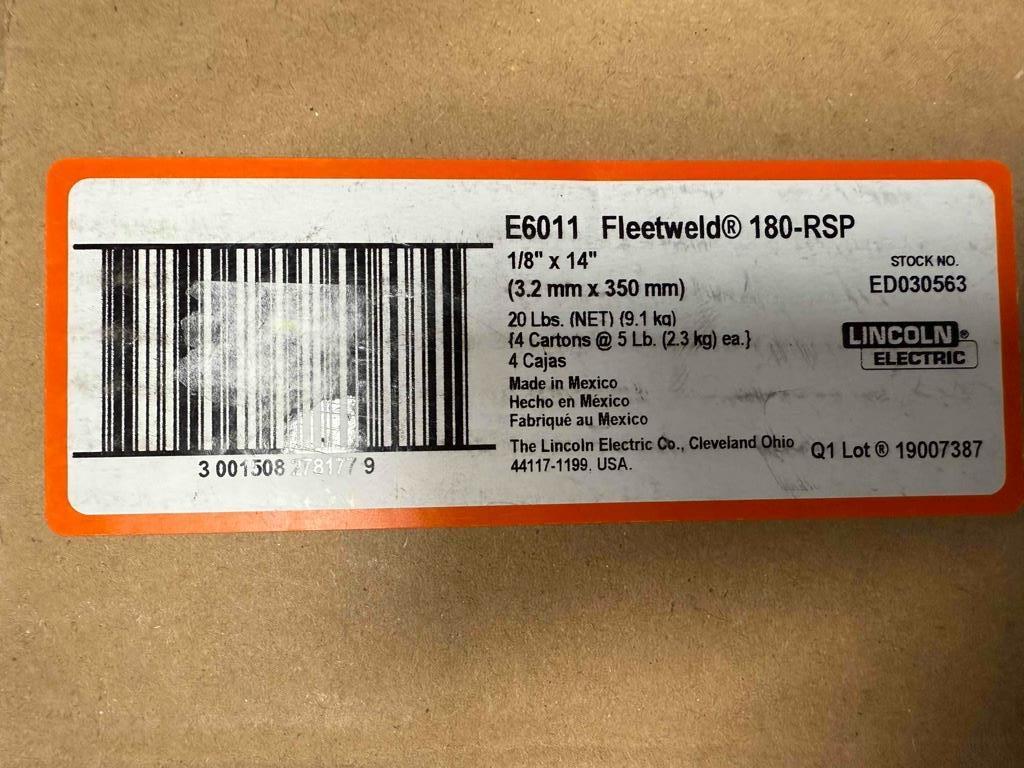 E6011 Fleetweld® 180-RSP
1/8" x 14"
(3.2 mm x 350 mm)
STOCK NO.
ED030563
20 Lbs. (NET) (9.1 kg)
{4 Cartons @ 5 Lb. (2.3 kg) ea.}
4 Cajas
LINCOLN®
ELECTRIC
Made in Mexico
Hecho en México
Fabriqué au Mexico
The Lincoln Electric Co., Cleveland Ohio
44117-1199. USA.
Q1 Lot ® 19007387
3 001508 278177 9